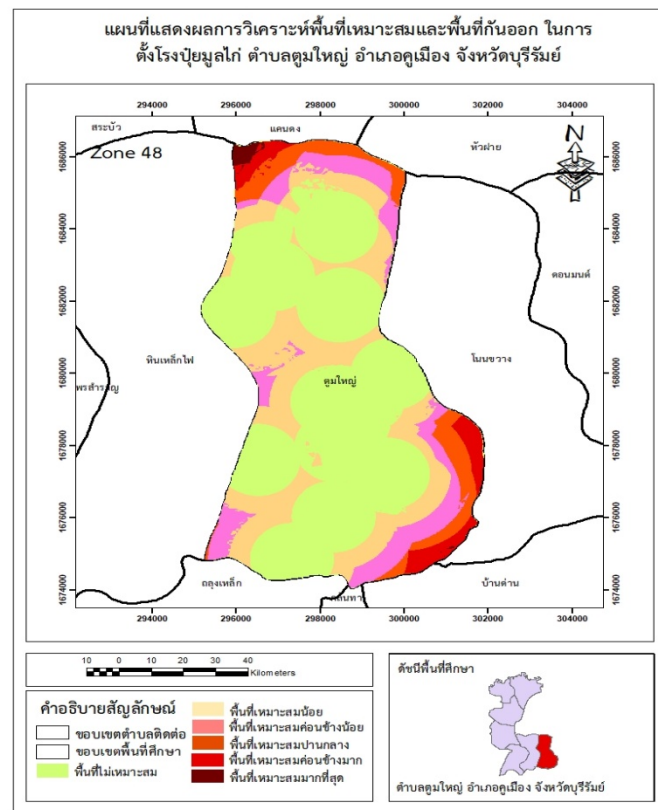 แผนที่แสดงผลการวิเคราะห์พื้นที่เหมาะสมและพื้นที่กันออก ในการ
ตั้งโรงปุ๋ยมูลไก่ ตำบลตูมใหญ่ อำเภอคูเมือง จังหวัดบุรีรัมย์
294000 296000 298000 300000 302000 304000
สระบัว
แคนดง
หัวฝาย
Zone 48
N
1686000 1686000
1684000 1684000
ดอนมนต์
1682000 1682000
หินเหล็กไฟ
โนนขวาง
1680000 1680000
พรสำราญ
ตูมใหญ่
1678000 1678000
1676000 1676000
ถลุงเหล็ก
บ้านด่าน
1674000 1674000
294000 296000 298000 300000 302000 304000
10 0 10 20 30 40
Kilometers
คำอธิบายสัญลักษณ์
ขอบเขตตำบลติดต่อ
ขอบเขตพื้นที่ศึกษา
พื้นที่ไม่เหมาะสม
พื้นที่เหมาะสมน้อย
พื้นที่เหมาะสมค่อนข้างน้อย
พื้นที่เหมาะสมปานกลาง
พื้นที่เหมาะสมค่อนข้างมาก
พื้นที่เหมาะสมมากที่สุด
ดัชนีพื้นที่ศึกษา
ตำบลตูมใหญ่ อำเภอคูเมือง จังหวัดบุรีรัมย์